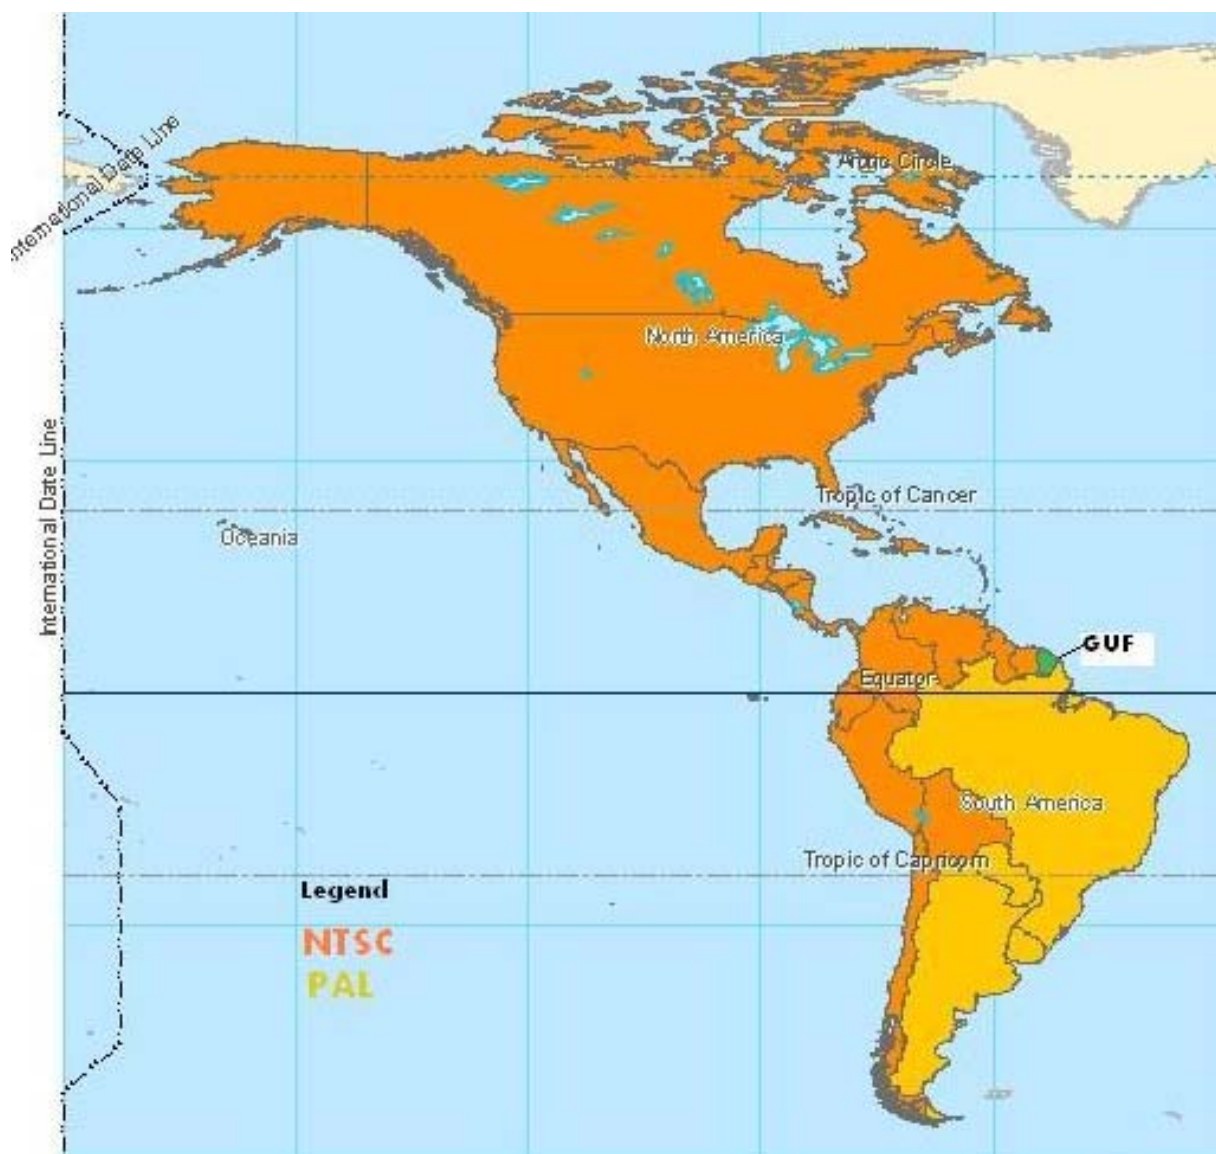 Arctic Circle
International Date Line
North America
Tropic of Cancer
Oceania
International Date Line
GUF
Equator
South America
Tropic of Capricorn
Legend
NTSC
PAL